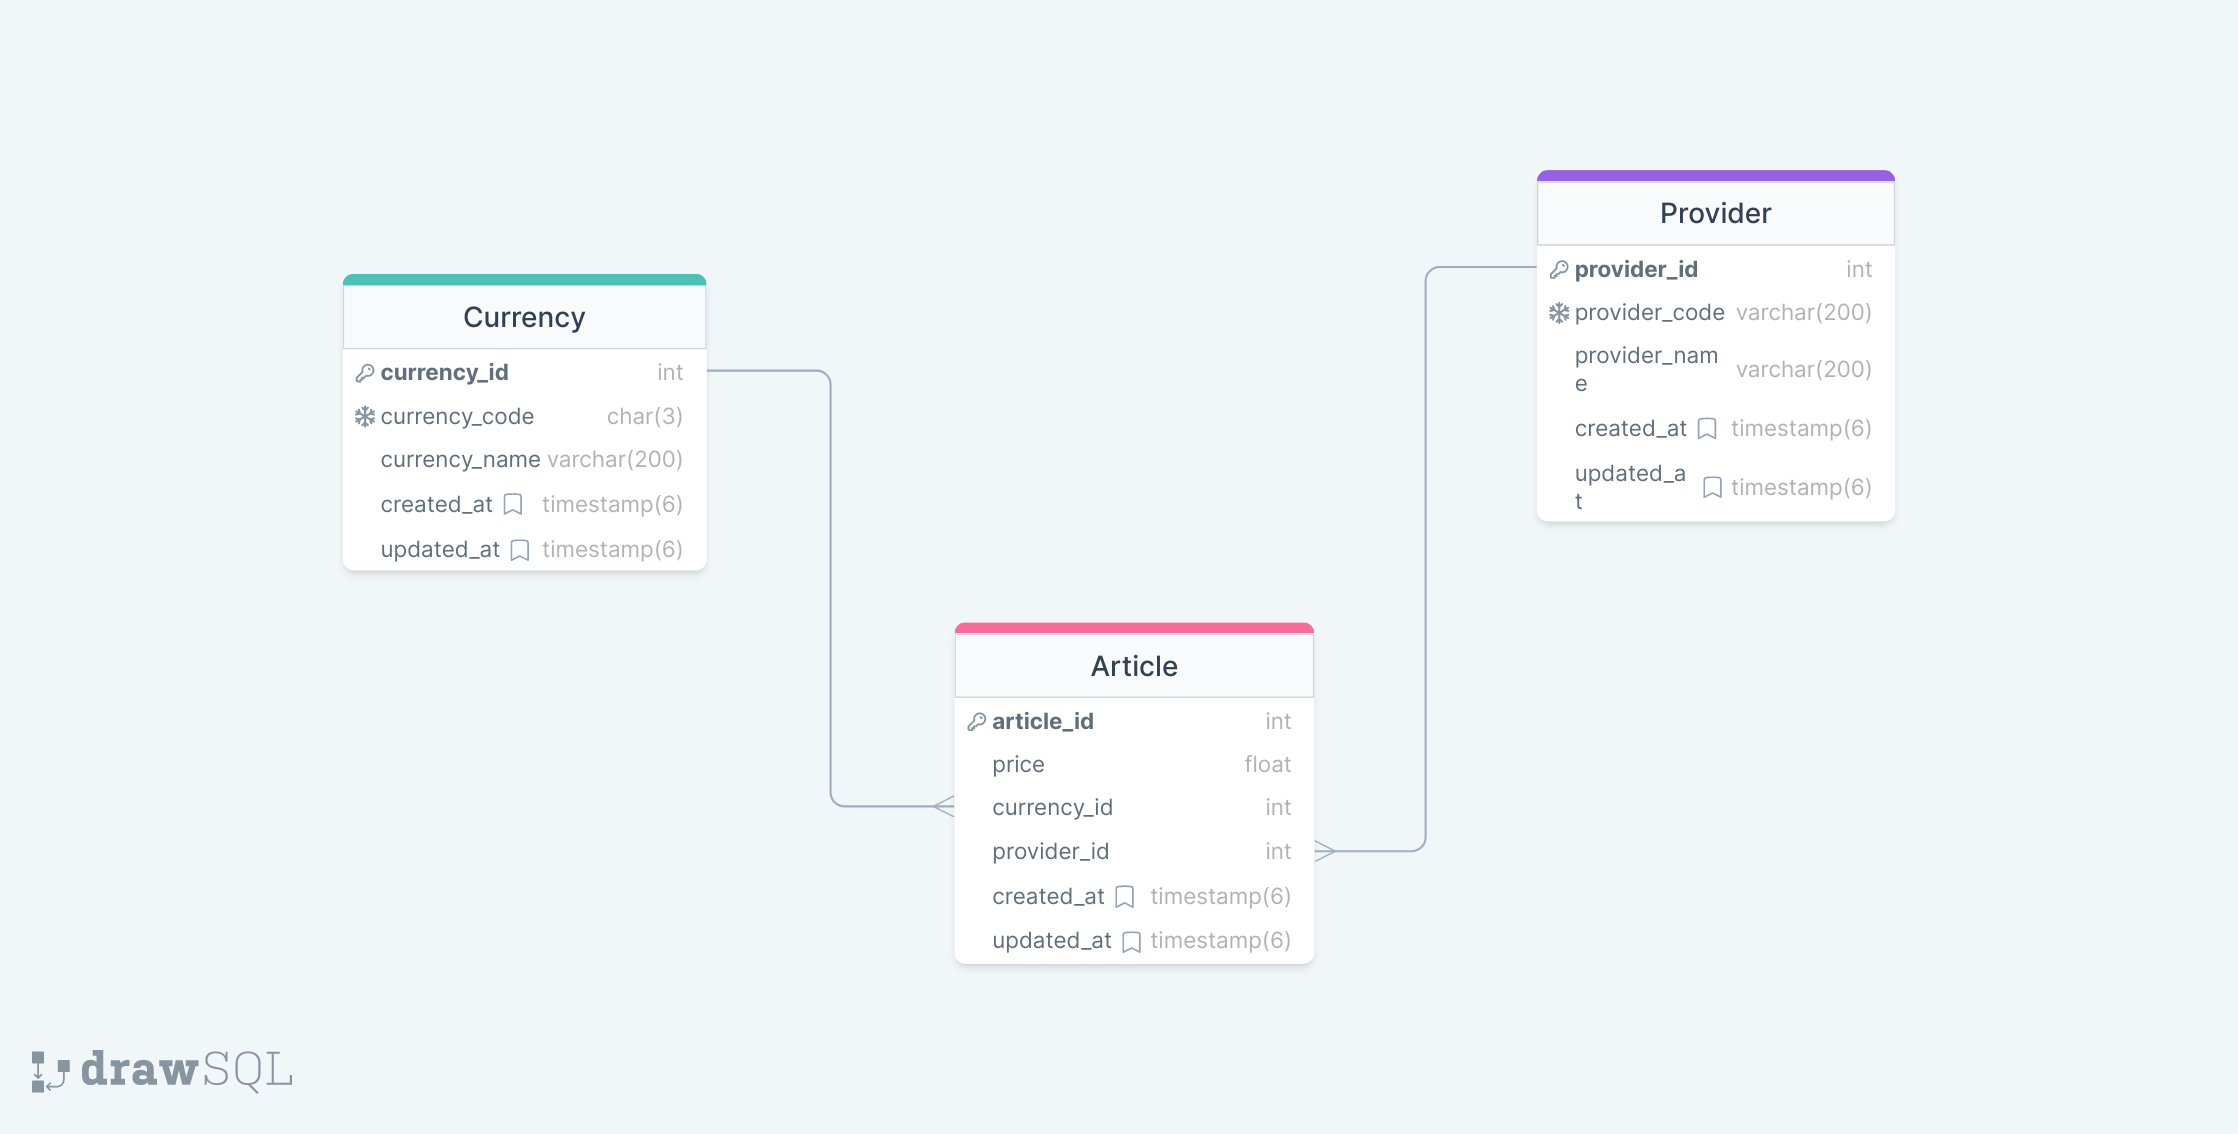 Currency
currency_id int
currency_code char(3)
currency_name varchar(200)
created_at timestamp(6)
updated_at timestamp(6)
Provider
provider_id int
provider_code varchar(200)
provider_nam
e varchar(200)
created_at timestamp(6)
updated_a
t timestamp(6)
Article
article_id int
price float
currency_id int
provider_id int
created_at timestamp(6)
updated_at timestamp(6)
drawSQL